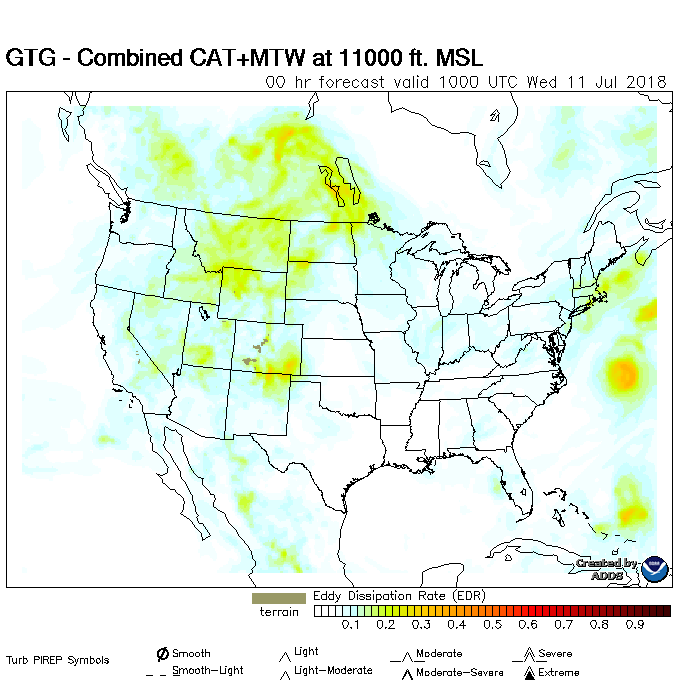 GTG - Combined CAT+MTW at 11000 ft. MSL
00 hr forecast valid 1000 UTC Wed 11 Jul 2018
Created by
ADDS
Eddy Dissipation Rate (EDR)
terrain
0.1 0.2 0.3 0.4 0.5 0.6 0.7 0.8 0.9
Turb PIREP Symbols
Smooth Light Moderate Severe
Smooth-Light Light-Moderate Moderate-Severe Extreme